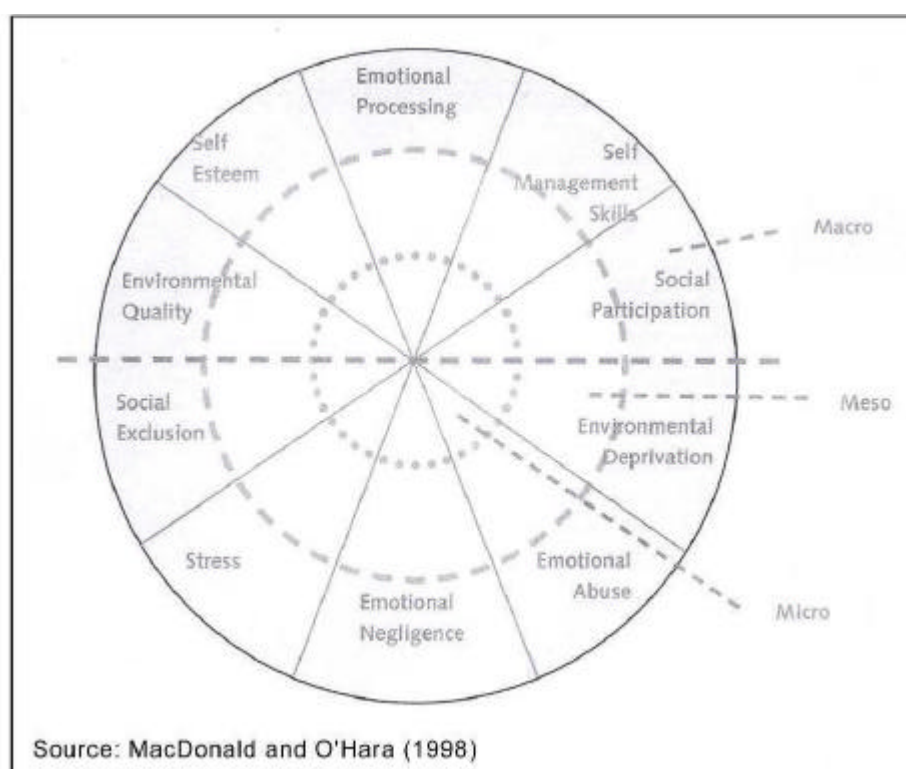 Emotional
Processing
Self
Esteem
Self
Management
Skills
Macro
Environmental
Quality
Social
Participation
Social
Exclusion
Meso
Environmental
Deprivation
Stress
Emotional
Abuse
Emotional
Negligence
Micro
Source: MacDonald and O'Hara (1998)